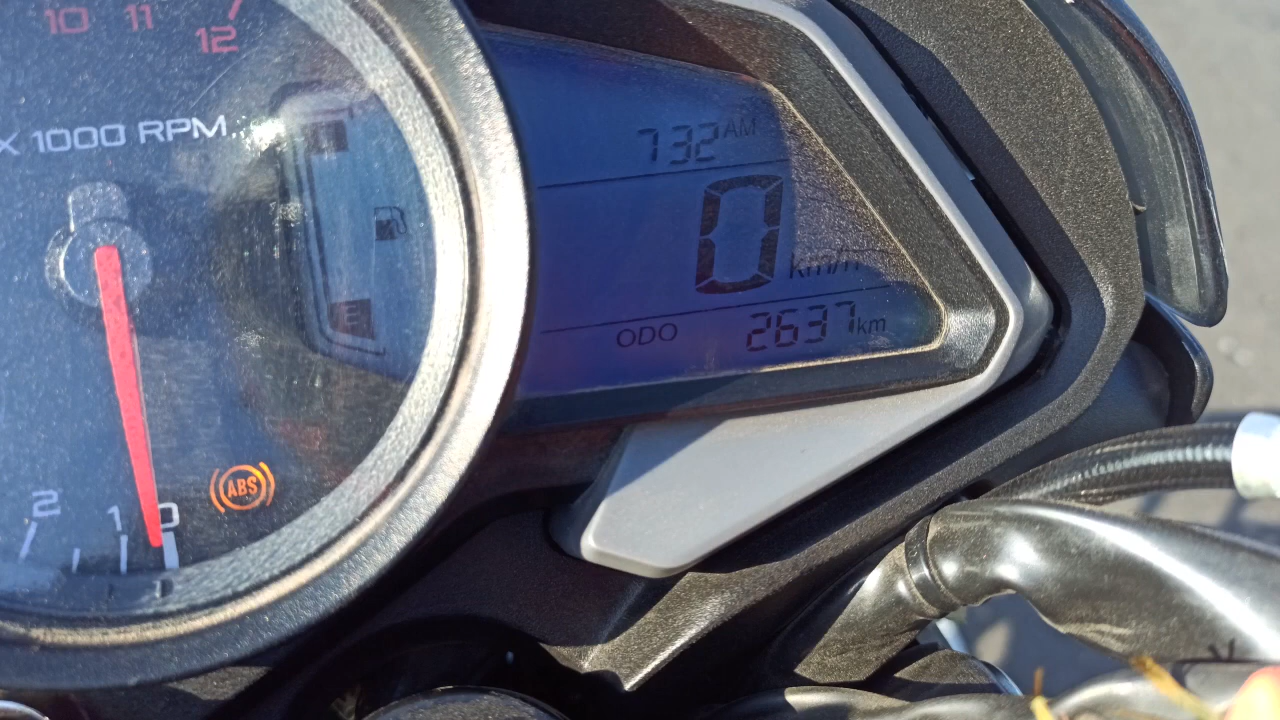 10 11 12
X 1000 RPM
732 AM
0 km/h
E
ODO 2637 km
ABS
2 1 0